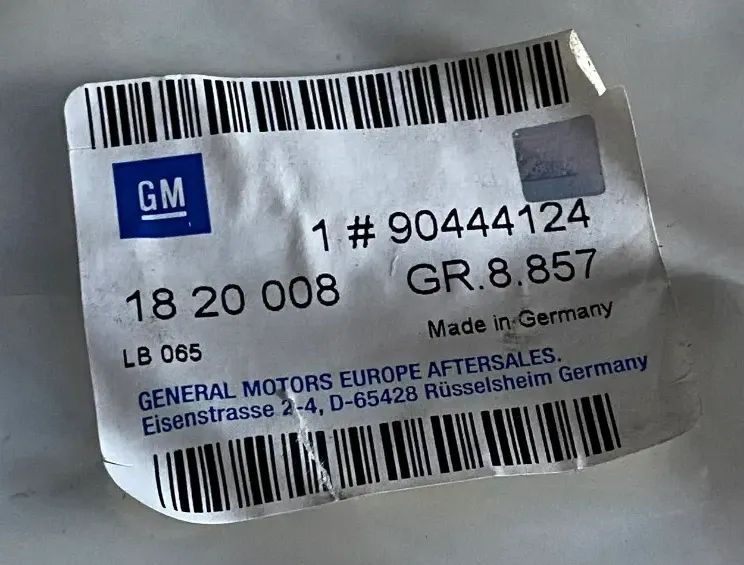 GM
1 # 90444124
18 20 008 GR.8.857
LB 065 Made in Germany
GENERAL MOTORS EUROPE AFTERSALES.
Eisenstrasse 2-4, D-65428 Rüsselsheim Germany